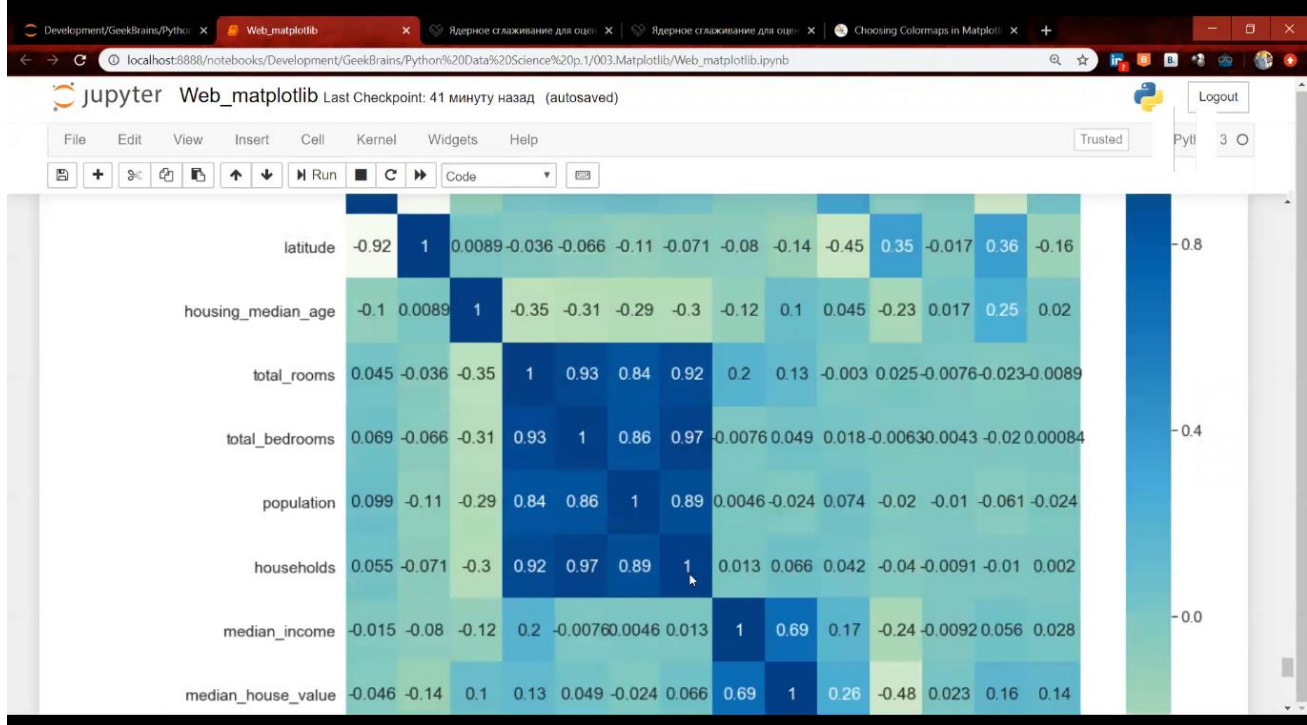 Development/GeekBrains/Pytho Web_matplotlib Ядерное сглаживание для оцен Ядерное сглаживание для оцен Choosing Colormaps in Matplotli
localhost:8888/notebooks/Development/GeekBrains/Python%20Data%20Science%20p.1/003.Matplotlib/Web_matplotlib.ipynb
jupyter Web_matplotlib Last Checkpoint: 41 минуту назад (autosaved) Logout
File Edit View Insert Cell Kernel Widgets Help Trusted Pyt 3
Run Code
latitude -0.92 1 0.0089 -0.036 -0.066 -0.11 -0.071 -0.08 -0.14 -0.45 0.35 -0.017 0.36 -0.16
0.8
housing_median_age -0.1 0.0089 1 -0.35 -0.31 -0.29 -0.3 -0.12 0.1 0.045 -0.23 0.017 0.25 0.02
total_rooms 0.045 -0.036 -0.35 1 0.93 0.84 0.92 0.2 0.13 -0.003 0.025 -0.0076 -0.023 -0.0089
total_bedrooms 0.069 -0.066 -0.31 0.93 1 0.86 0.97 -0.0076 0.049 0.018 -0.0063 0.0043 -0.02 0.00084
0.4
population 0.099 -0.11 -0.29 0.84 0.86 1 0.89 0.0046 -0.024 0.074 -0.02 -0.01 -0.061 -0.024
households 0.055 -0.071 -0.3 0.92 0.97 0.89 1 0.013 0.066 0.042 -0.04 -0.0091 -0.01 0.002
median_income -0.015 -0.08 -0.12 0.2 -0.0076 0.0046 0.013 1 0.69 0.17 -0.24 -0.0092 0.056 0.028
0.0
median_house_value -0.046 -0.14 0.1 0.13 0.049 -0.024 0.066 0.69 1 0.26 -0.48 0.023 0.16 0.14